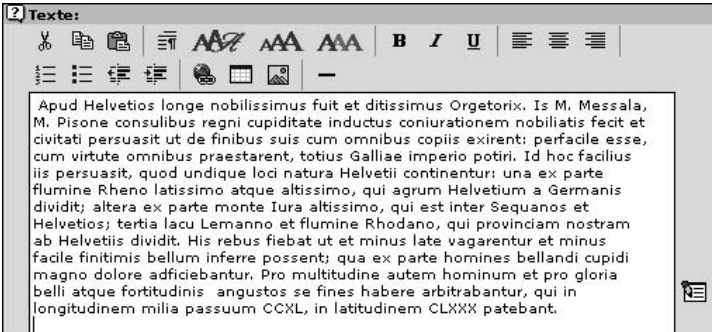 Texte:
B I U
Apud Helvetios longe nobilissimus fuit et ditissimus Orgetorix. Is M. Messala,
M. Pisone consulibus regni cupiditate inductus coniurationem nobiliatis fecit et
civitati persuasit ut de finibus suis cum omnibus copiis exirent: perfacile esse,
cum virtute omnibus praestarent, totius Galliae imperio potiri. Id hoc facilius
iis persuasit, quod undique loci natura Helvetii continentur: una ex parte
flumine Rheno latissimo atque altissimo, qui agrum Helvetium a Germanis
dividit; altera ex parte monte Iura altissimo, qui est inter Sequanos et
Helvetios; tertia lacu Lemanno et flumine Rhodano, qui provinciam nostram
ab Helvetiis dividit. His rebus fiebat ut et minus late vagarentur et minus
facile finitimis bellum inferre possent; qua ex parte homines bellandi cupidi
magno dolore adficiebantur. Pro multitudine autem hominum et pro gloria
belli atque fortitudinis angustos se fines habere arbitrabantur, qui in
longitudinem milia passuum CCXL, in latitudinem CLXXX patebant.